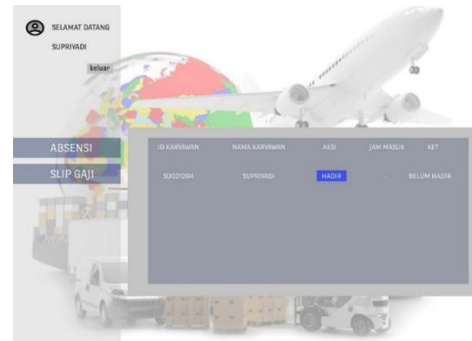 SELAMAT DATANG
SUPRIYADI
keluar
ABSENSI
SLIP GAJI
ID KARYAWAN NAMA KARYAWAN AKSI JAM MASUK KET
S0021204 SUPRIYADI HADIR - BELUM HADIR